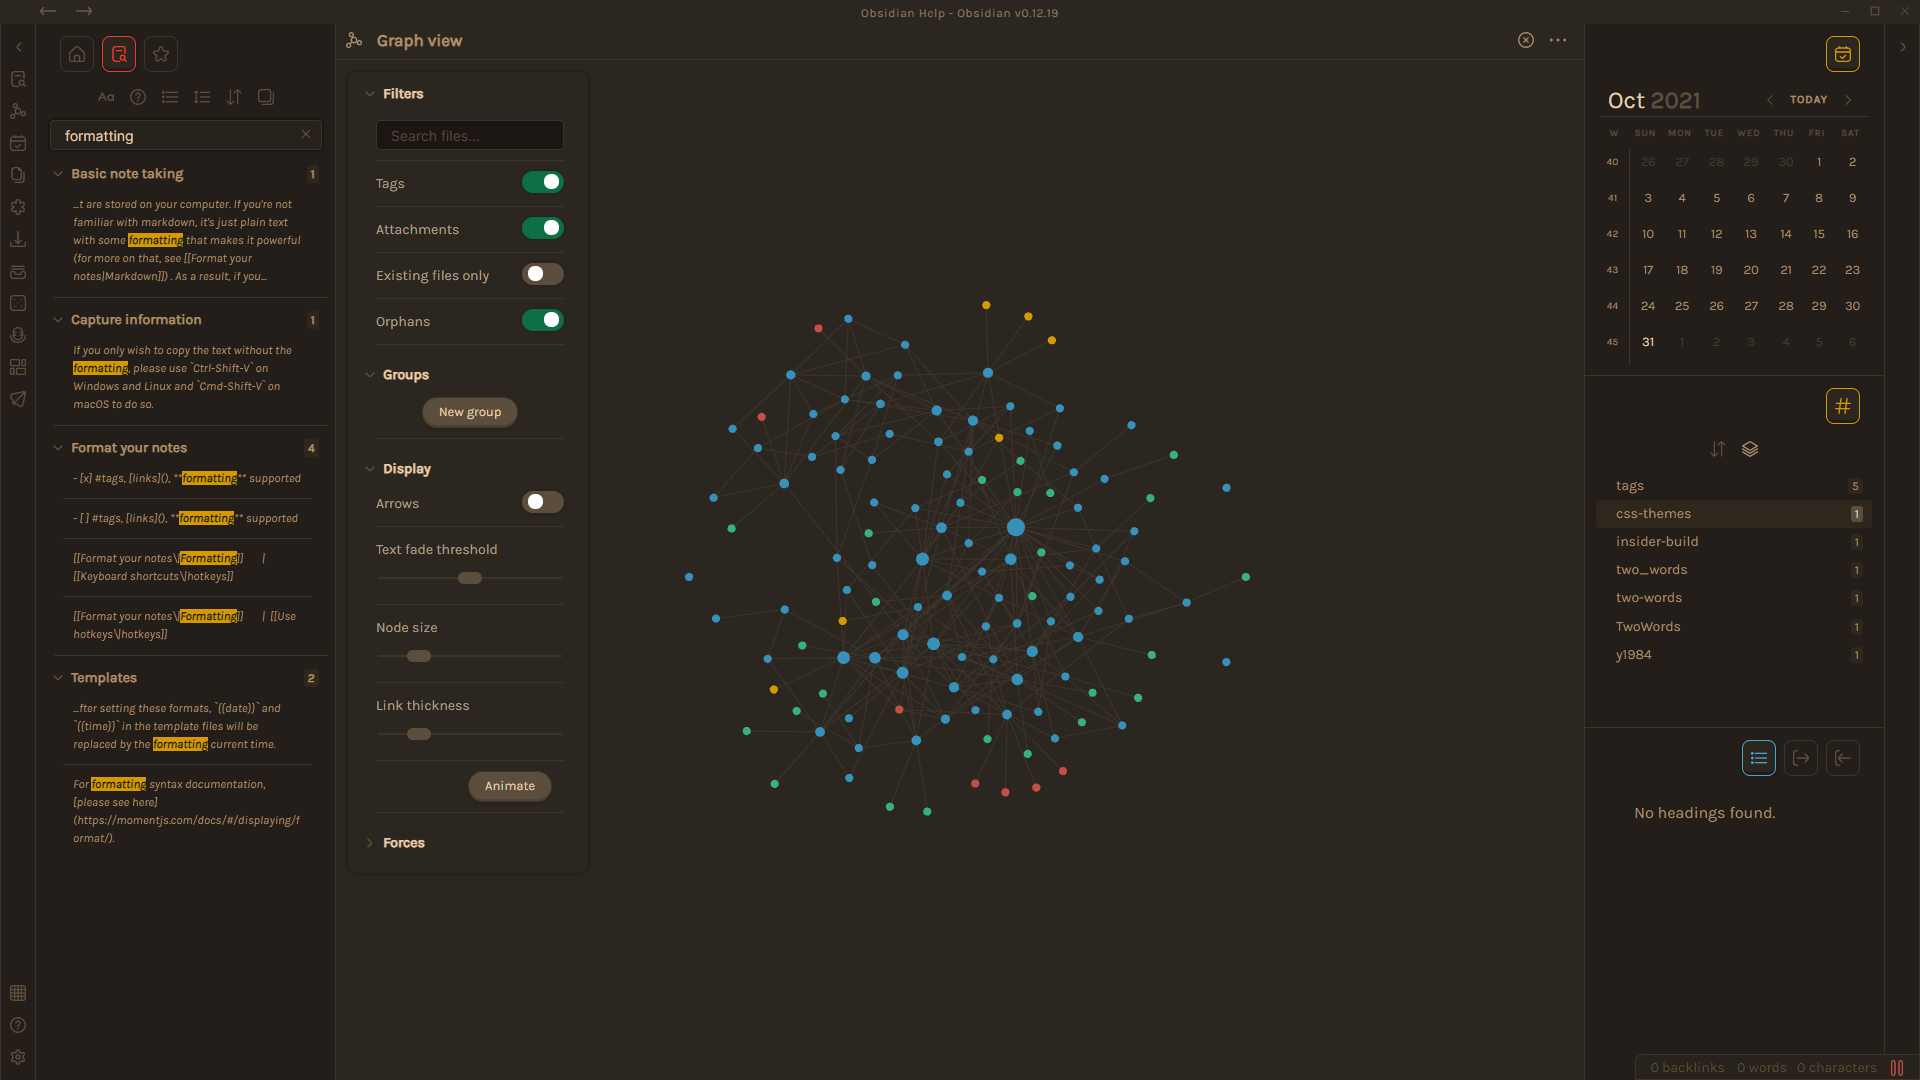 Obsidian Help - Obsidian v0.12.19
Aa
formatting
Basic note taking 1
...t are stored on your computer. If you're not
familiar with markdown, it's just plain text
with some formatting that makes it powerful
(for more on that, see [[Format your
notes|Markdown]]) . As a result, if you...
Capture information 1
If you only wish to copy the text without the
formatting, please use `Ctrl-Shift-V` on
Windows and Linux and `Cmd-Shift-V` on
macOS to do so.
Format your notes 4
- [x] #tags, [links](), **formatting** supported
- [ ] #tags, [links](), **formatting** supported
[[Format your notes\|Formatting]] |
[[Keyboard shortcuts\|hotkeys]]
[[Format your notes\|Formatting]] | [[Use
hotkeys\|hotkeys]]
Templates 2
...fter setting these formats, `{{date}}` and
`{{time}}` in the template files will be
replaced by the formatting current time.
For formatting syntax documentation,
[please see here]
(https://momentjs.com/docs/#/displaying/f
ormat/).
Graph view
Filters
Search files...
Tags
Attachments
Existing files only
Orphans
Groups
New group
Display
Arrows
Text fade threshold
Node size
Link thickness
Animate
Forces
Oct 2021 TODAY
W SUN MON TUE WED THU FRI SAT
40 26 27 28 29 30 1 2
41 3 4 5 6 7 8 9
42 10 11 12 13 14 15 16
43 17 18 19 20 21 22 23
44 24 25 26 27 28 29 30
45 31 1 2 3 4 5 6
tags 5
css-themes 1
insider-build 1
two_words 1
two-words 1
TwoWords 1
y1984 1
No headings found.
0 backlinks 0 words 0 characters